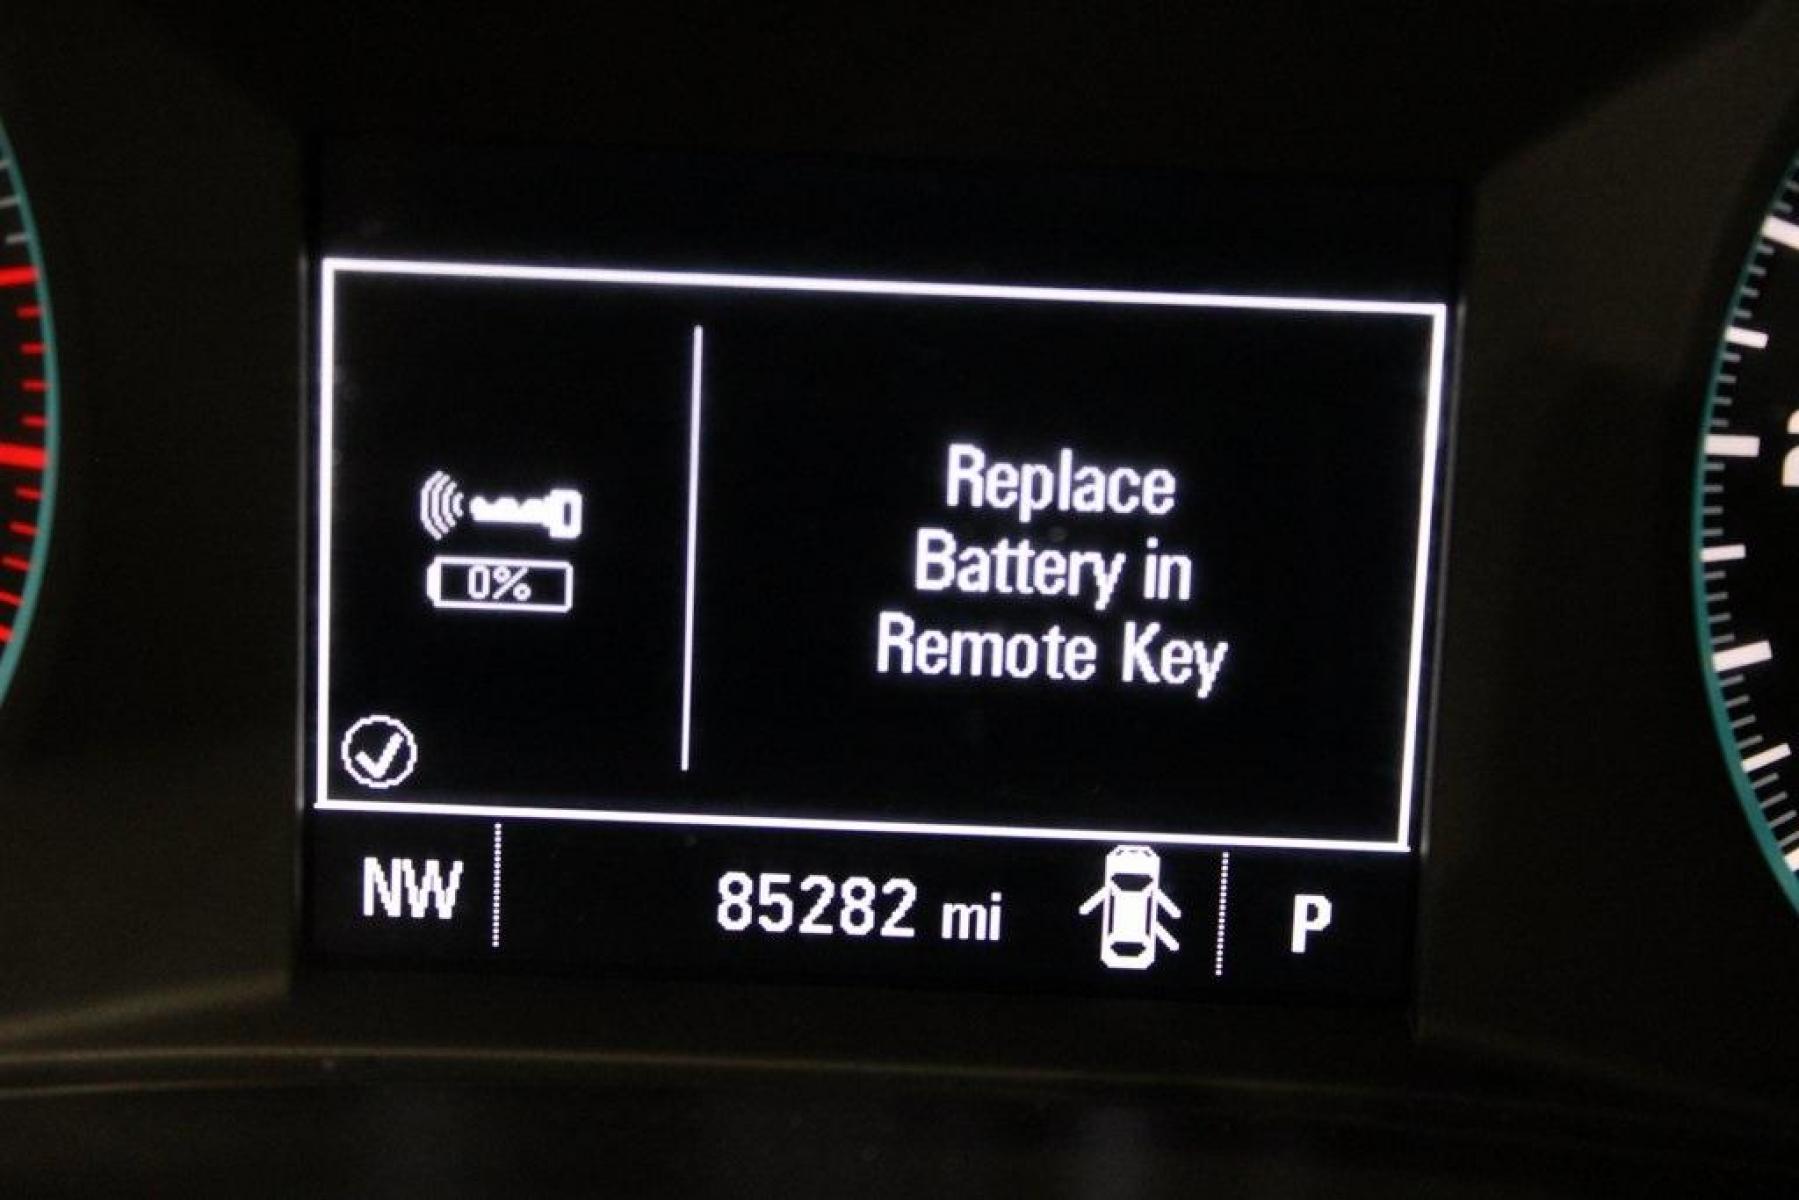 Replace
Battery in
Remote Key
0%
NW
85282 mi
P